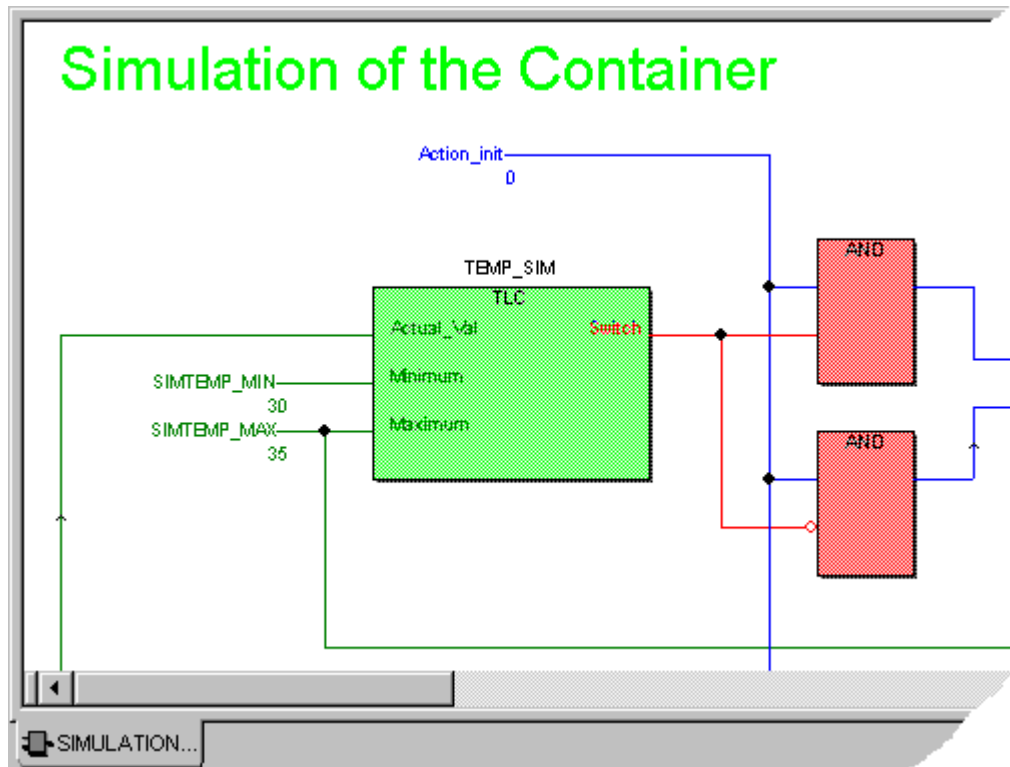 Simulation of the Container
Action_init
0
AND
TEMP_SIM
TLC
Actual_Val Switch
Minimum
SIMTEMP_MIN
30
Maximum
SIMTEMP_MAX
35
AND
SIMULATION...